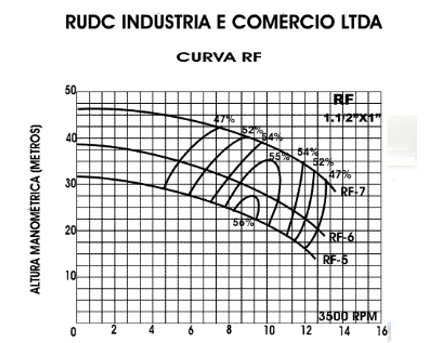 RUDC INDÚSTRIA E COMÉRCIO LTDA
CURVA RF
ALTURA MANOMÉTRICA (METROS)
50
40
30
20
10
0 2 4 6 8 10 12 14 16
RF
1.1/2"X1"
47%
52%
54%
55%
54%
52%
47%
56%
RF-7
RF-6
RF-5
3500 RPM